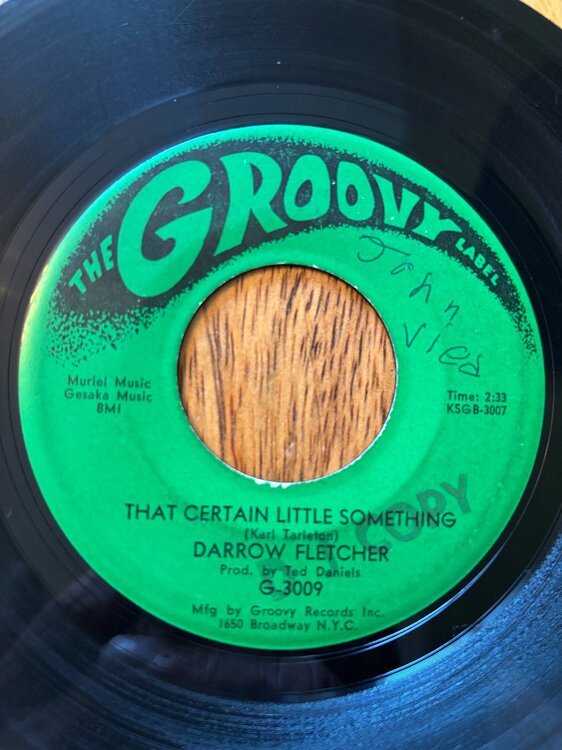 THE GROOVY LABEL
John
Vied
Muriel Music
Gesaka Music
BMI
Time: 2:33
KSGB-3007
COPY
THAT CERTAIN LITTLE SOMETHING
(Karl Tarleton)
DARROW FLETCHER
Prod. by Ted Daniels
G-3009
Mfg by Groovy Records Inc.
1650 Broadway N.Y.C.